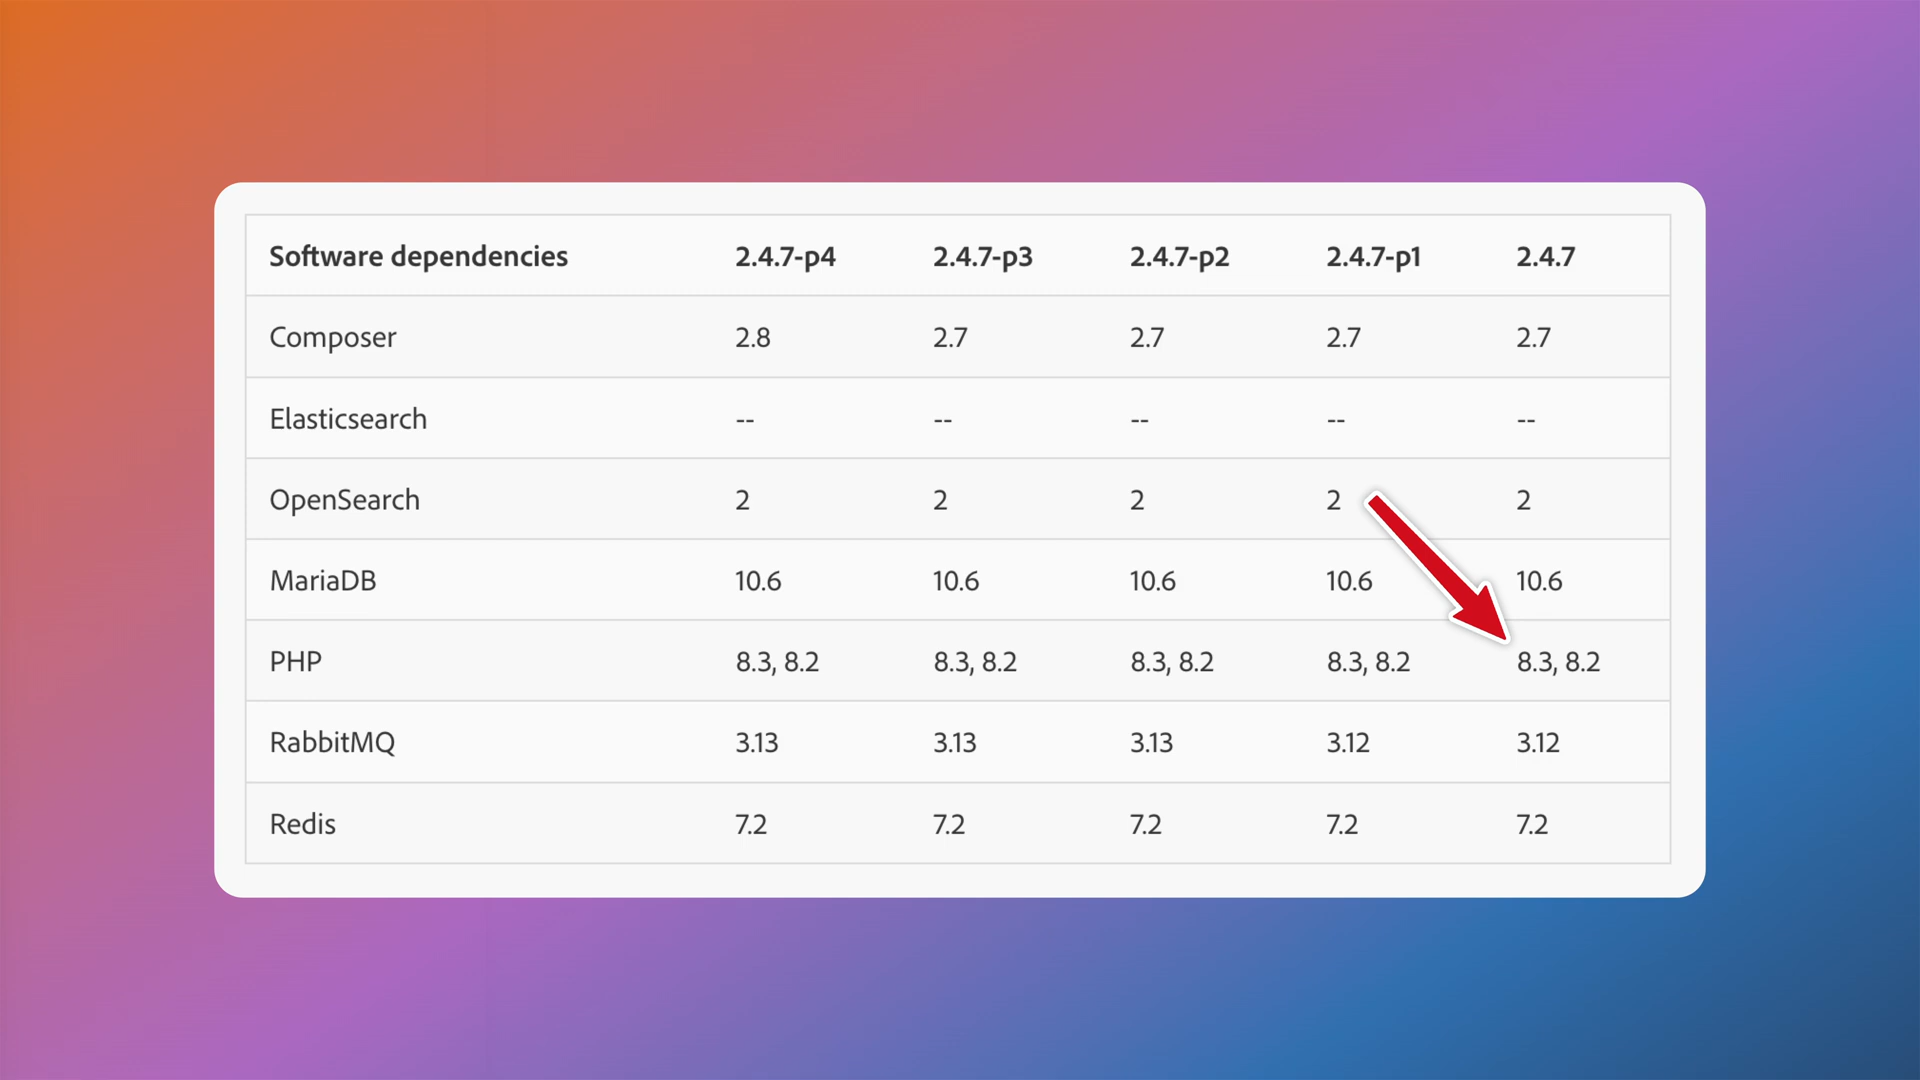 Software dependencies 2.4.7-p4 2.4.7-p3 2.4.7-p2 2.4.7-p1 2.4.7
Composer 2.8 2.7 2.7 2.7 2.7
Elasticsearch -- -- -- -- --
OpenSearch 2 2 2 2 2
MariaDB 10.6 10.6 10.6 10.6 10.6
PHP 8.3, 8.2 8.3, 8.2 8.3, 8.2 8.3, 8.2 8.3, 8.2
RabbitMQ 3.13 3.13 3.13 3.12 3.12
Redis 7.2 7.2 7.2 7.2 7.2